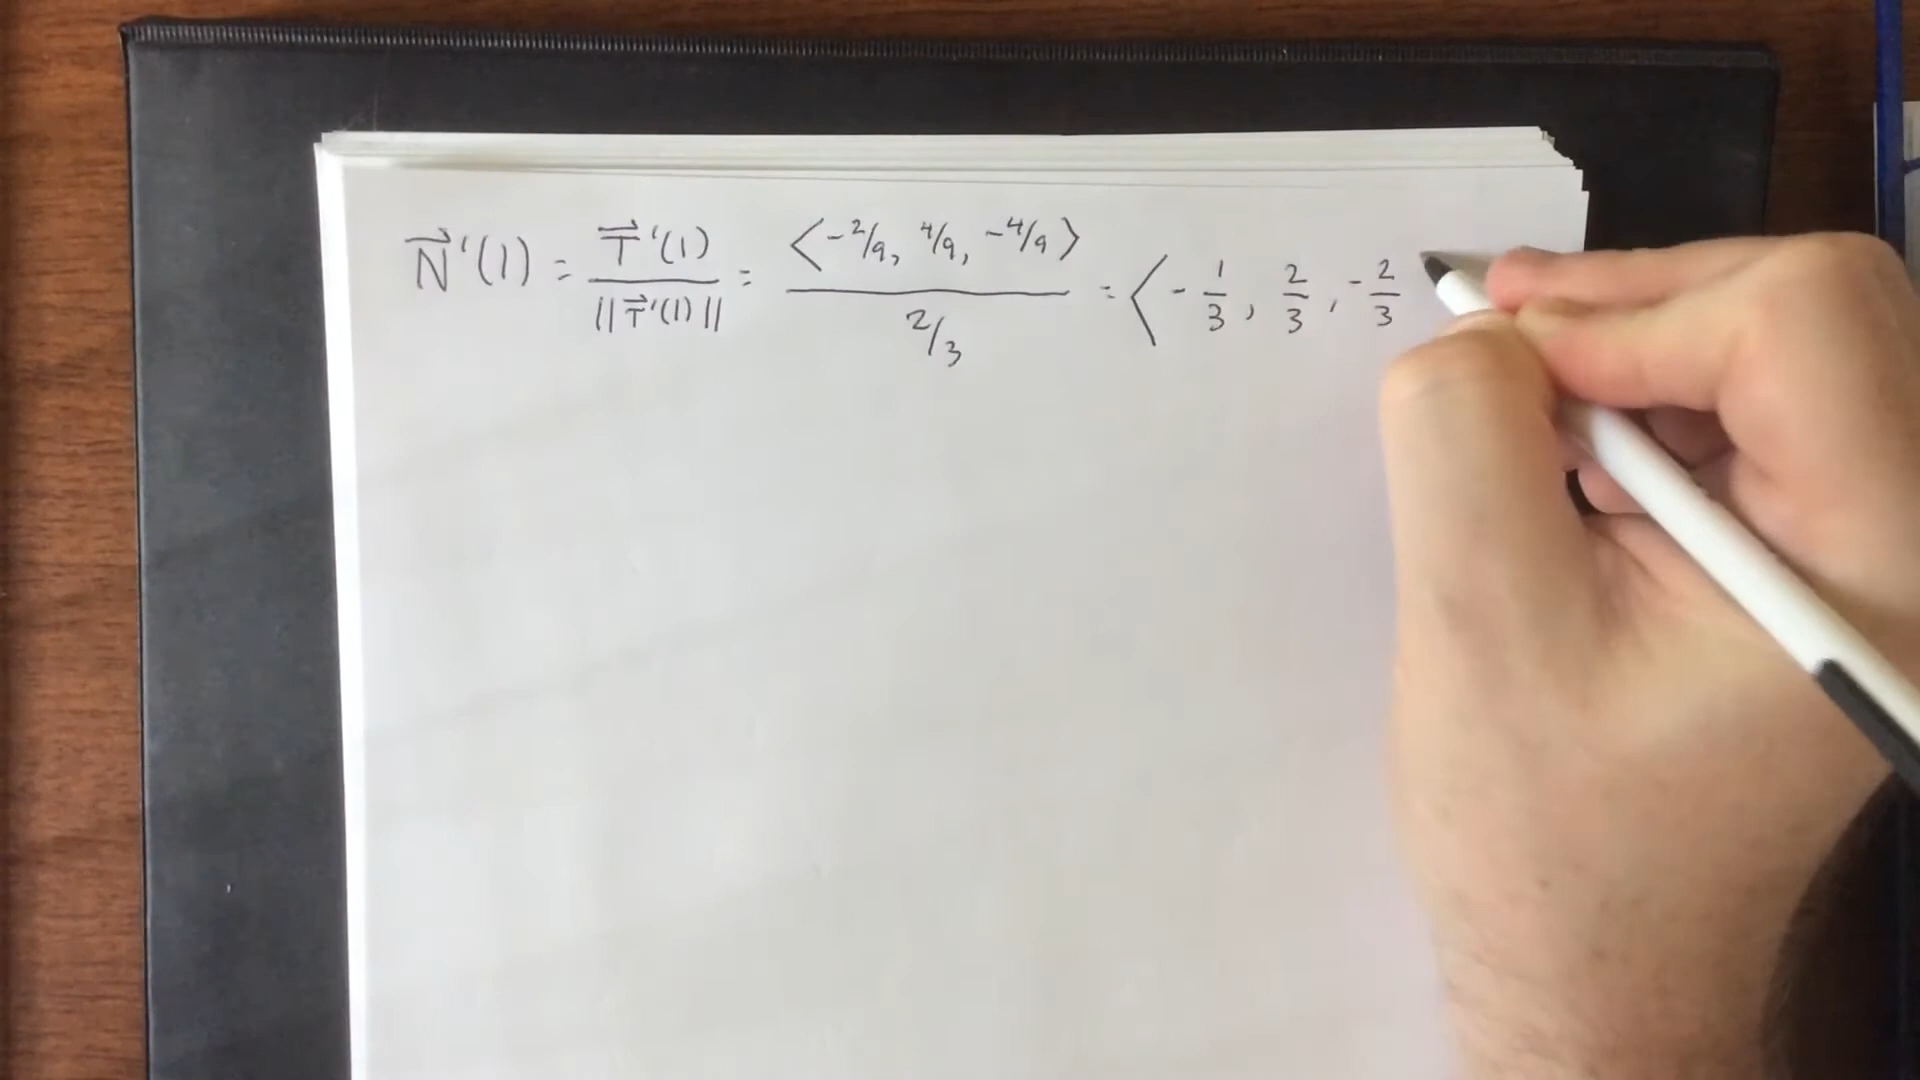 N⃗'(1) = T⃗'(1) / ||T⃗'(1)|| = ⟨-2/9, 4/9, -4/9⟩ / 2/3 = ⟨ - 1/3, 2/3, - 2/3